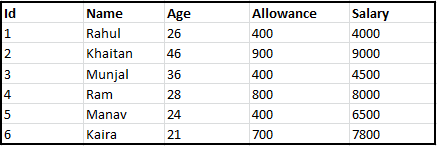 Id Name Age Allowance Salary
1 Rahul 26 400 4000
2 Khaitan 46 900 9000
3 Munjal 36 400 4500
4 Ram 28 800 8000
5 Manav 24 400 6500
6 Kaira 21 700 7800